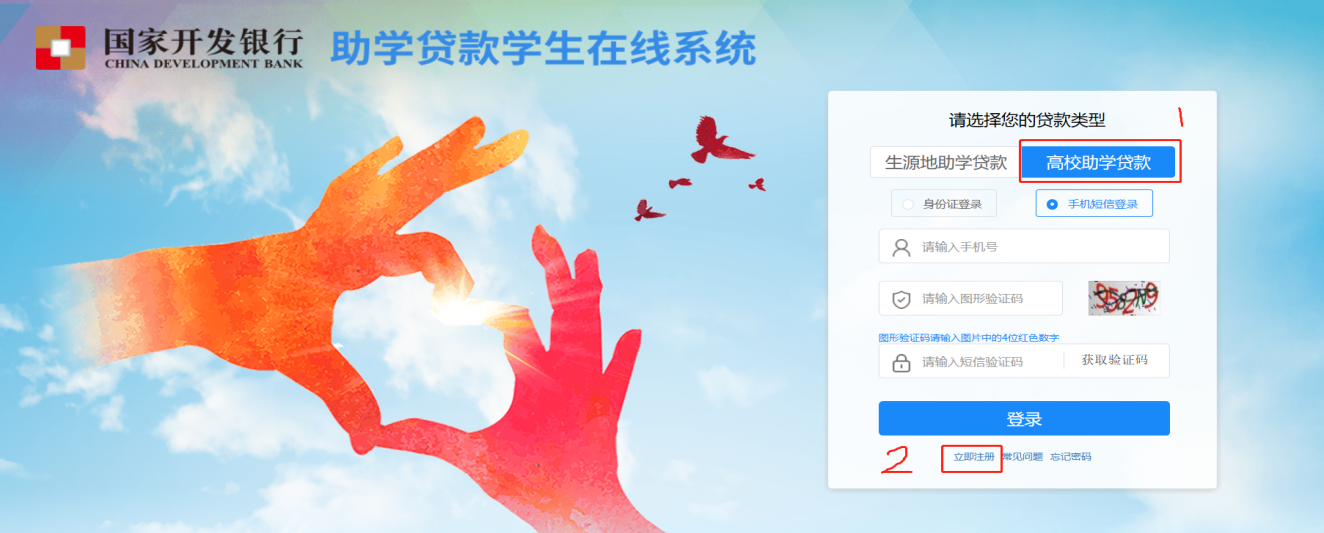 国家开发银行
CHINA DEVELOPMENT BANK
助学贷款学生在线系统
请选择您的贷款类型
1
生源地助学贷款 高校助学贷款
身份证登录 手机短信登录
请输入手机号
请输入图形验证码
图形验证码请输入图片中的4位红色数字
请输入短信验证码 获取验证码
登录
2
立即注册 常见问题 忘记密码